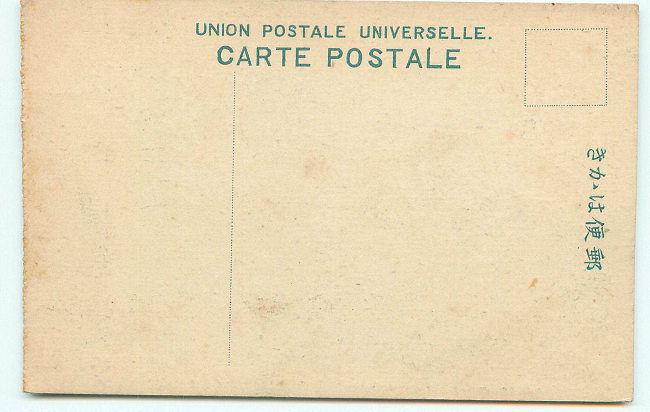 UNION POSTALE UNIVERSELLE.
CARTE POSTALE
郵便はがき